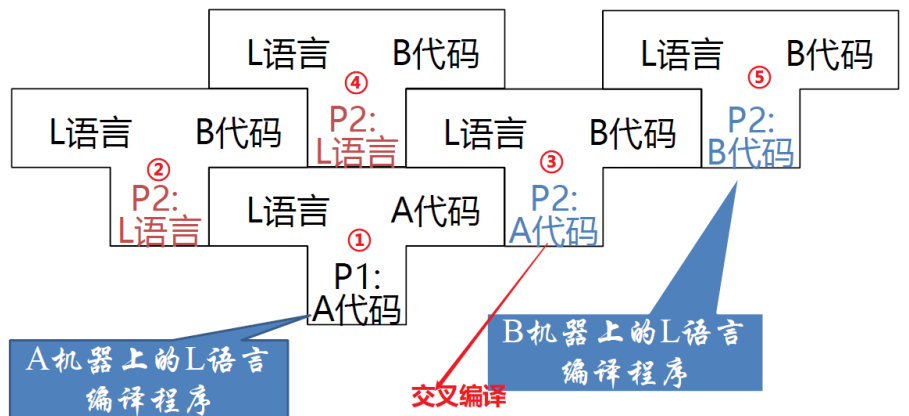 L语言 B代码
④
P2:
L语言
L语言 B代码
⑤
P2:
B代码
L语言 B代码
②
P2:
L语言
L语言 B代码
③
P2:
A代码
L语言 A代码
①
P1:
A代码
A机器上的L语言
编译程序
B机器上的L语言
编译程序
交叉编译